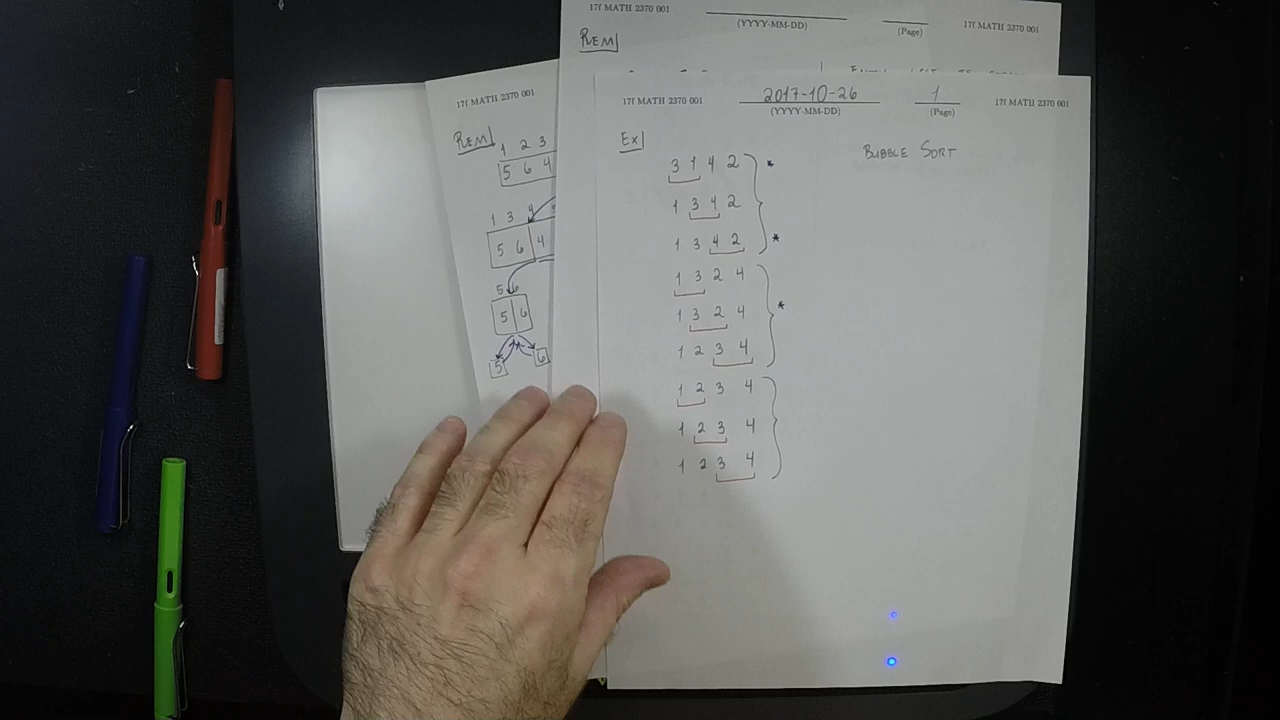 17f MATH 2370 001
(YYYY-MM-DD)
(Page)
17f MATH 2370 001
REM
17f MATH 2370 001
REM
1 2 3
5 6 4
1 3 4
5 6 4
5 6
5 6
5 6
17f MATH 2370 001
2017-10-26
(YYYY-MM-DD)
1
(Page)
17f MATH 2370 001
Ex
BUBBLE SORT
3 1 4 2 *
1 3 4 2
1 3 4 2 *
1 3 2 4
1 3 2 4 *
1 2 3 4
1 2 3 4
1 2 3 4
1 2 3 4